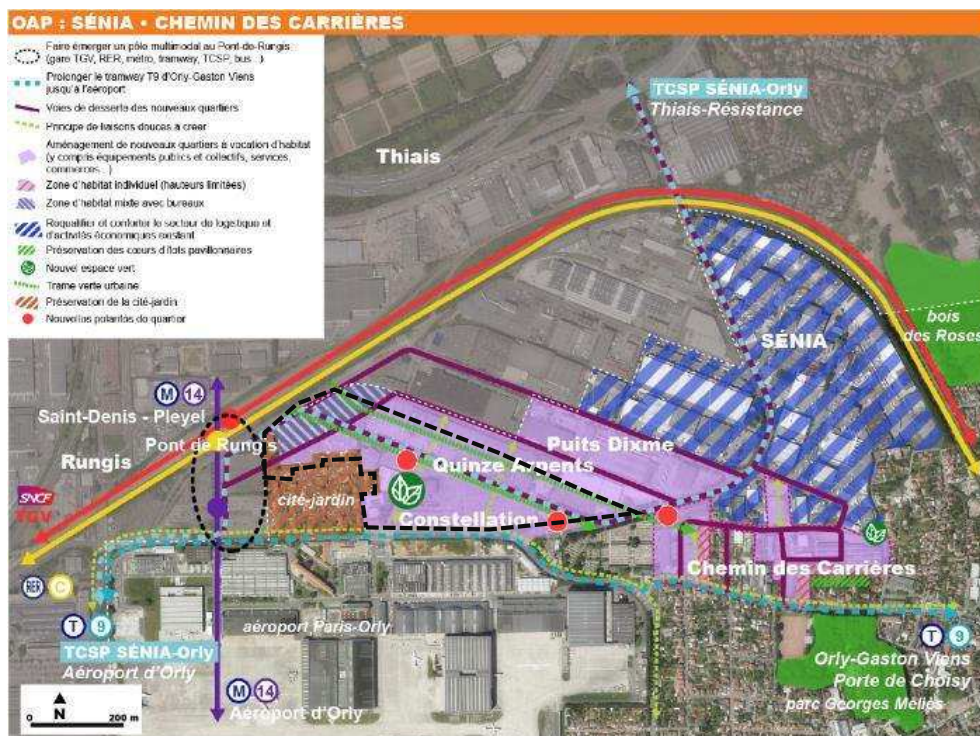 OAP : SÉNIA • CHEMIN DES CARRIÈRES
Faire émerger un pôle multimodal au Pont-de-Rungis
(gare TGV, RER, métro, tramway, TCSP, bus...)
Prolonger le tramway T9 d'Orly-Gaston Viens
jusqu'à l'aéroport
Voies de desserte des nouveaux quartiers
Principe de liaisons douces à créer
Aménagement de nouveaux quartiers à vocation d'habitat
(y compris équipements publics et collectifs, services,
commerces...)
Zone d'habitat individuel (hauteurs limitées)
Zone d'habitat mixte avec bureaux
Requalifier et conforter le secteur de logistique et
d'activités économiques existant
Préservation des cœurs d'îlots pavillonnaires
Nouvel espace vert
Trame verte urbaine
Préservation de la cité-jardin
Nouvelles polarités de quartier
TCSP SÉNIA-Orly
Thiais-Résistance
Thiais
bois
des Roses
SÉNIA
M 14
Saint-Denis - Pleyel
Pont de Rungis
Rungis
Puits Dixme
Quinze Arpents
cité-jardin
Constellation
SNCF
TGV
Chemin des Carrières
RER C
T 9
TCSP SÉNIA-Orly
Aéroport d'Orly
aéroport Paris-Orly
M 14
Aéroport d'Orly
T 9
Orly-Gaston Viens
Porte de Choisy
parc Georges Méliès
N
0 200 m